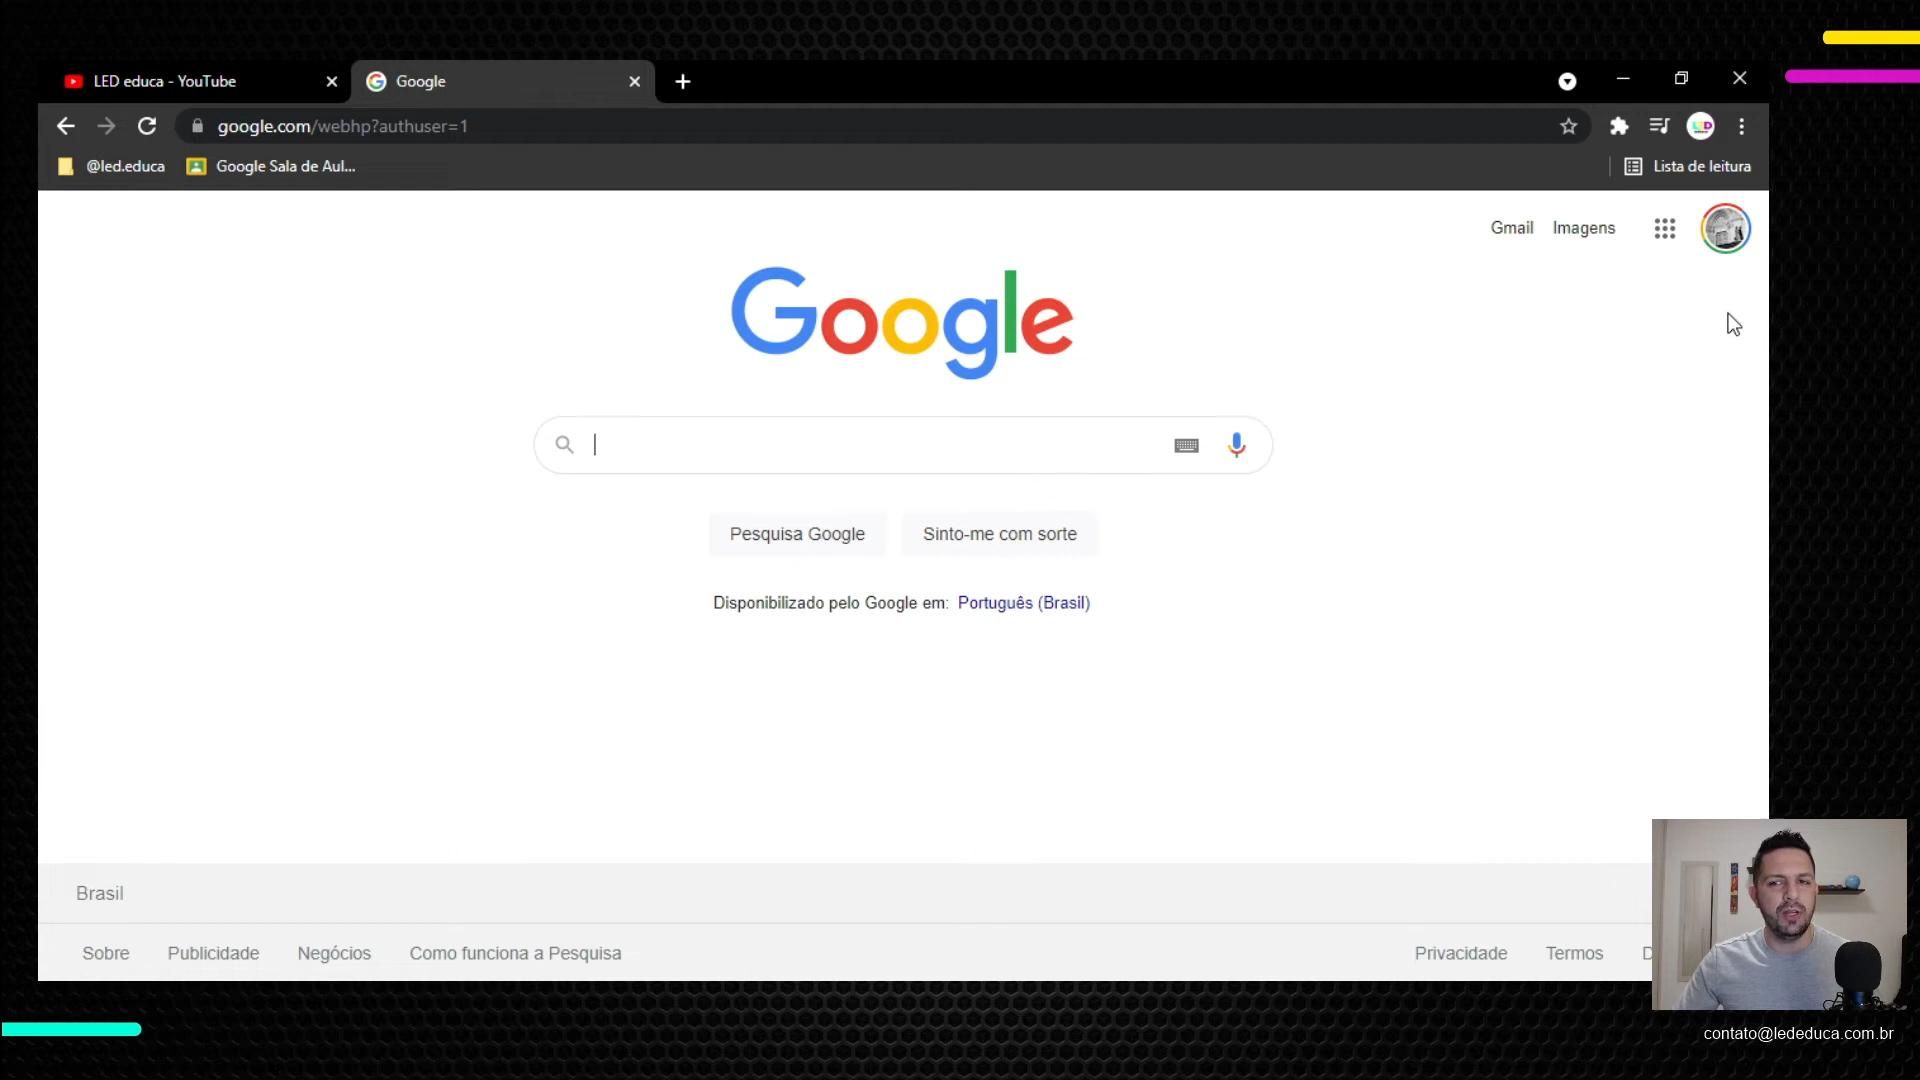 LED educa - YouTube
Google
google.com/webhp?authuser=1
@led.educa
Google Sala de Aul...
Lista de leitura
Gmail
Imagens
Google
Pesquisa Google
Sinto-me com sorte
Disponibilizado pelo Google em: Português (Brasil)
Brasil
Sobre
Publicidade
Negócios
Como funciona a Pesquisa
Privacidade
Termos
contato@lededuca.com.br